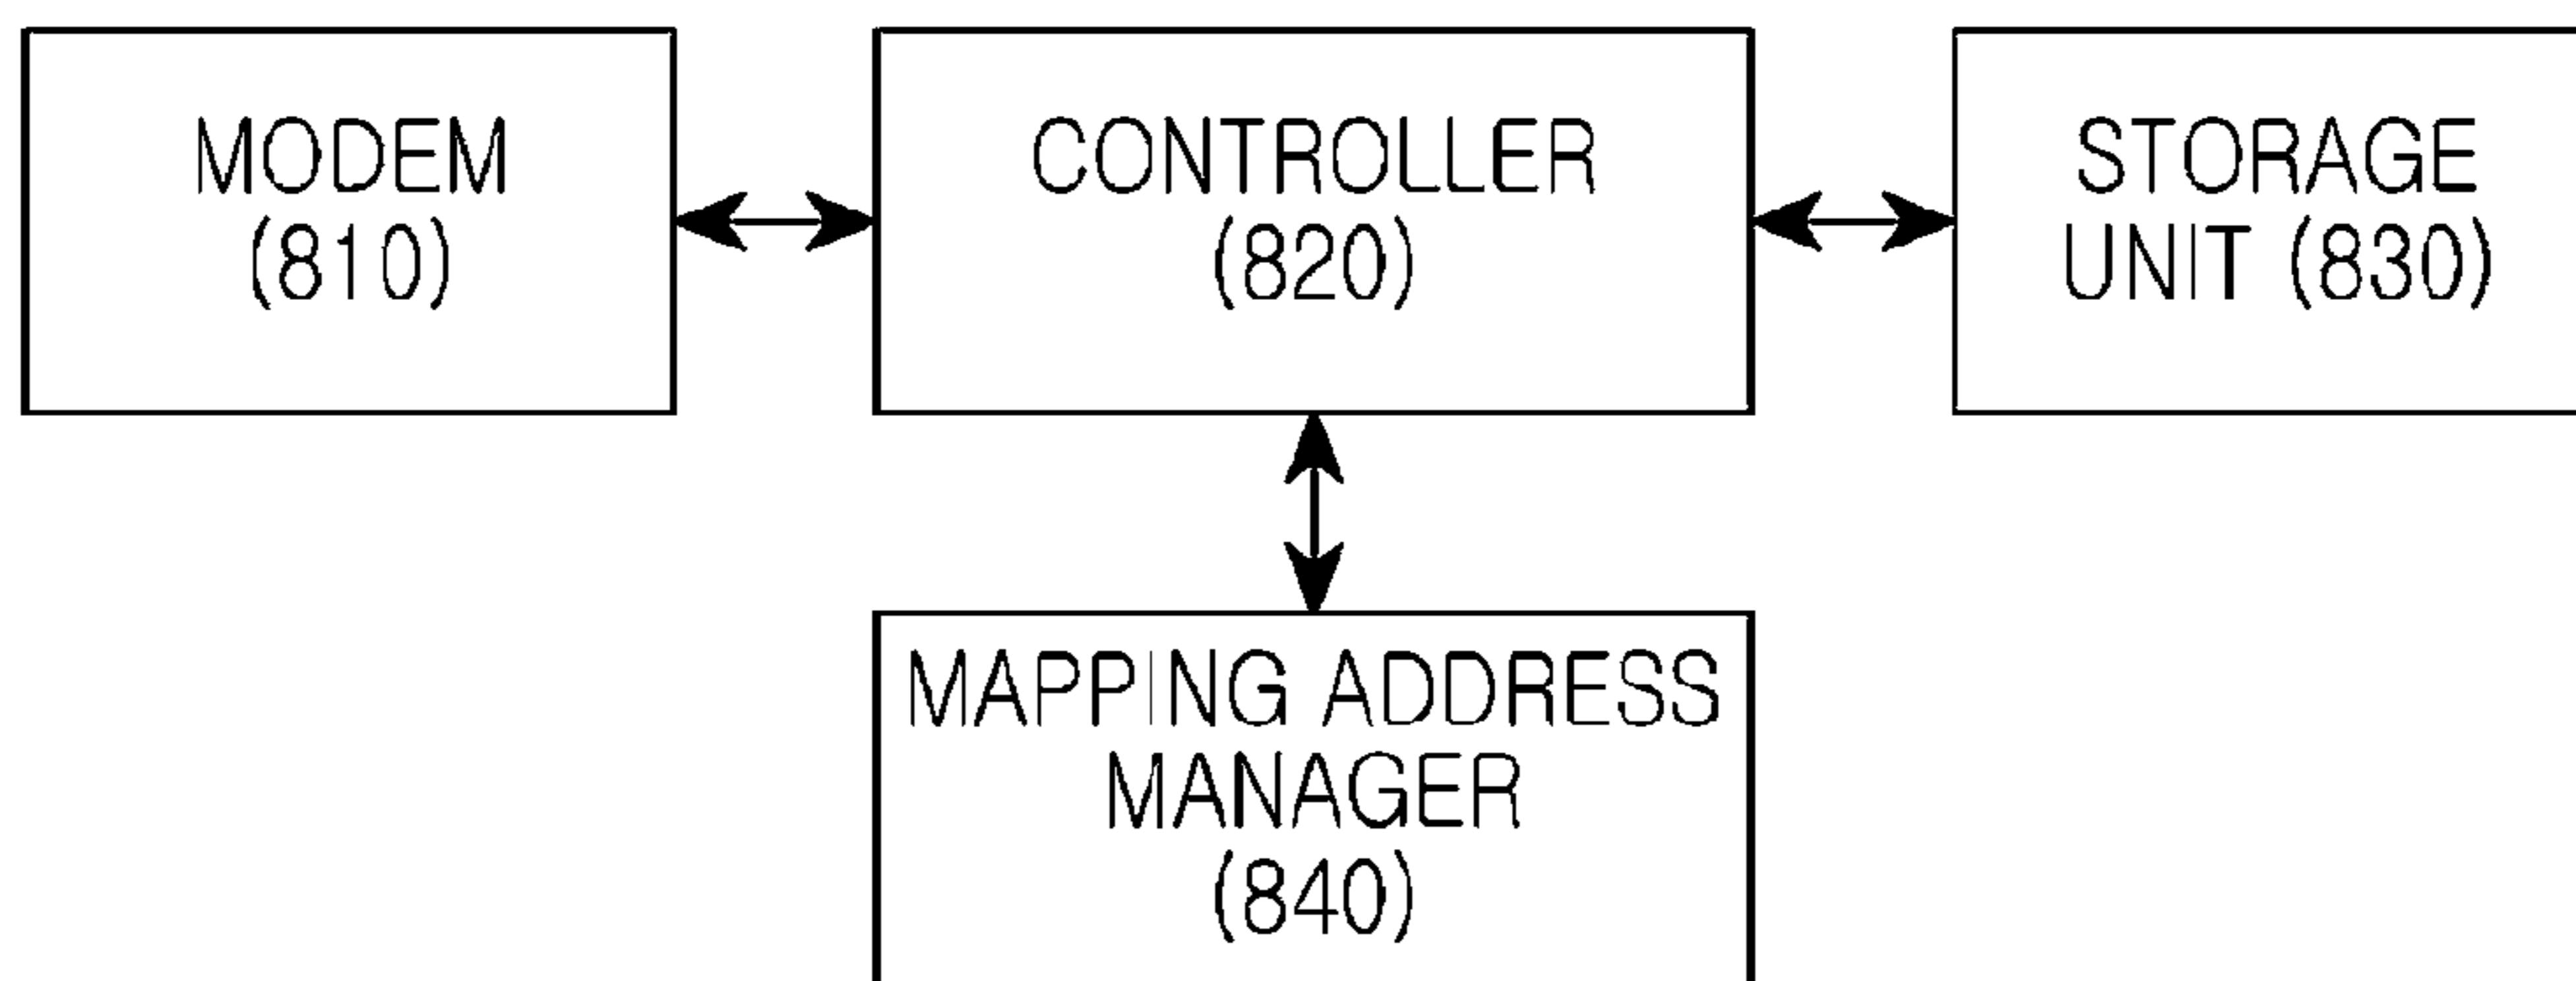 MODEM
(810)
CONTROLLER
(820)
STORAGE
UNIT (830)
MAPPING ADDRESS
MANAGER
(840)